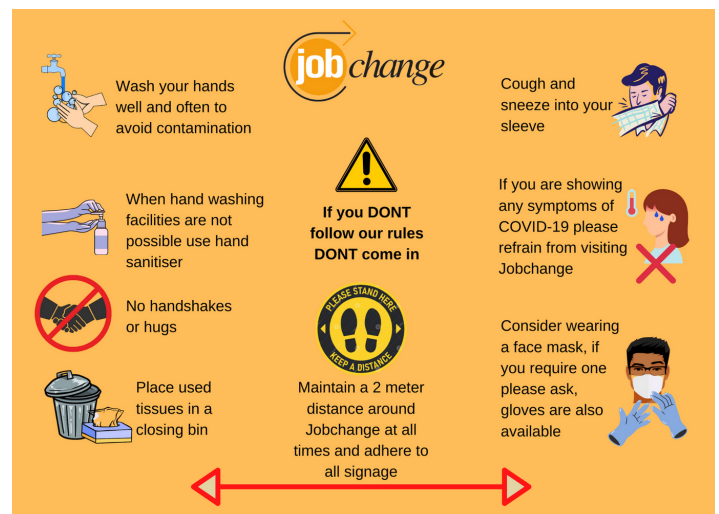 job change
Wash your hands
well and often to
avoid contamination
When hand washing
facilities are not
possible use hand
sanitiser
No handshakes
or hugs
Place used
tissues in a
closing bin
If you DONT
follow our rules
DONT come in
PLEASE STAND HERE
KEEP A DISTANCE
Maintain a 2 meter
distance around
Jobchange at all
times and adhere to
all signage
Cough and
sneeze into your
sleeve
If you are showing
any symptoms of
COVID-19 please
refrain from visiting
Jobchange
Consider wearing
a face mask, if
you require one
please ask,
gloves are also
available